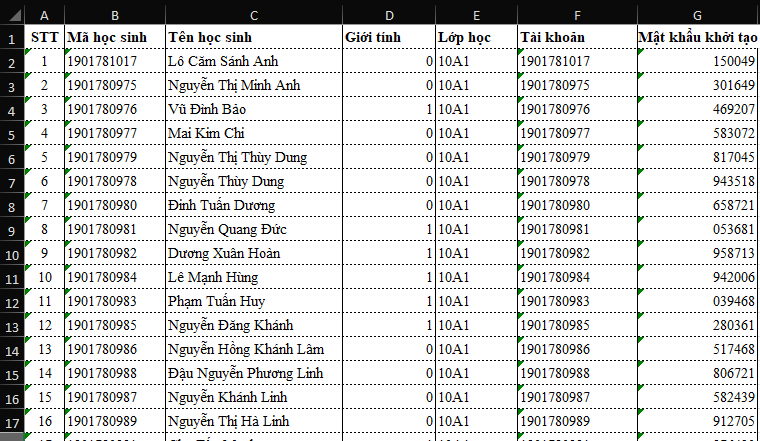 A B C D E F G
1 STT Mã học sinh Tên học sinh Giới tính Lớp học Tài khoản Mật khẩu khởi tạo
2 1 1901781017 Lô Căm Sánh Anh 0 10A1 1901781017 150049
3 2 1901780975 Nguyễn Thị Minh Anh 0 10A1 1901780975 301649
4 3 1901780976 Vũ Đình Bảo 1 10A1 1901780976 469207
5 4 1901780977 Mai Kim Chi 0 10A1 1901780977 583072
6 5 1901780979 Nguyễn Thị Thùy Dung 0 10A1 1901780979 817045
7 6 1901780978 Nguyễn Thùy Dung 0 10A1 1901780978 943518
8 7 1901780980 Đinh Tuấn Dương 0 10A1 1901780980 658721
9 8 1901780981 Nguyễn Quang Đức 1 10A1 1901780981 053681
10 9 1901780982 Dương Xuân Hoàn 1 10A1 1901780982 958713
11 10 1901780984 Lê Mạnh Hùng 1 10A1 1901780984 942006
12 11 1901780983 Phạm Tuấn Huy 1 10A1 1901780983 039468
13 12 1901780985 Nguyễn Đăng Khánh 1 10A1 1901780985 280361
14 13 1901780986 Nguyễn Hồng Khánh Lâm 0 10A1 1901780986 517468
15 14 1901780988 Đậu Nguyễn Phương Linh 0 10A1 1901780988 806721
16 15 1901780987 Nguyễn Khánh Linh 0 10A1 1901780987 582439
17 16 1901780989 Nguyễn Thị Hà Linh 0 10A1 1901780989 912705